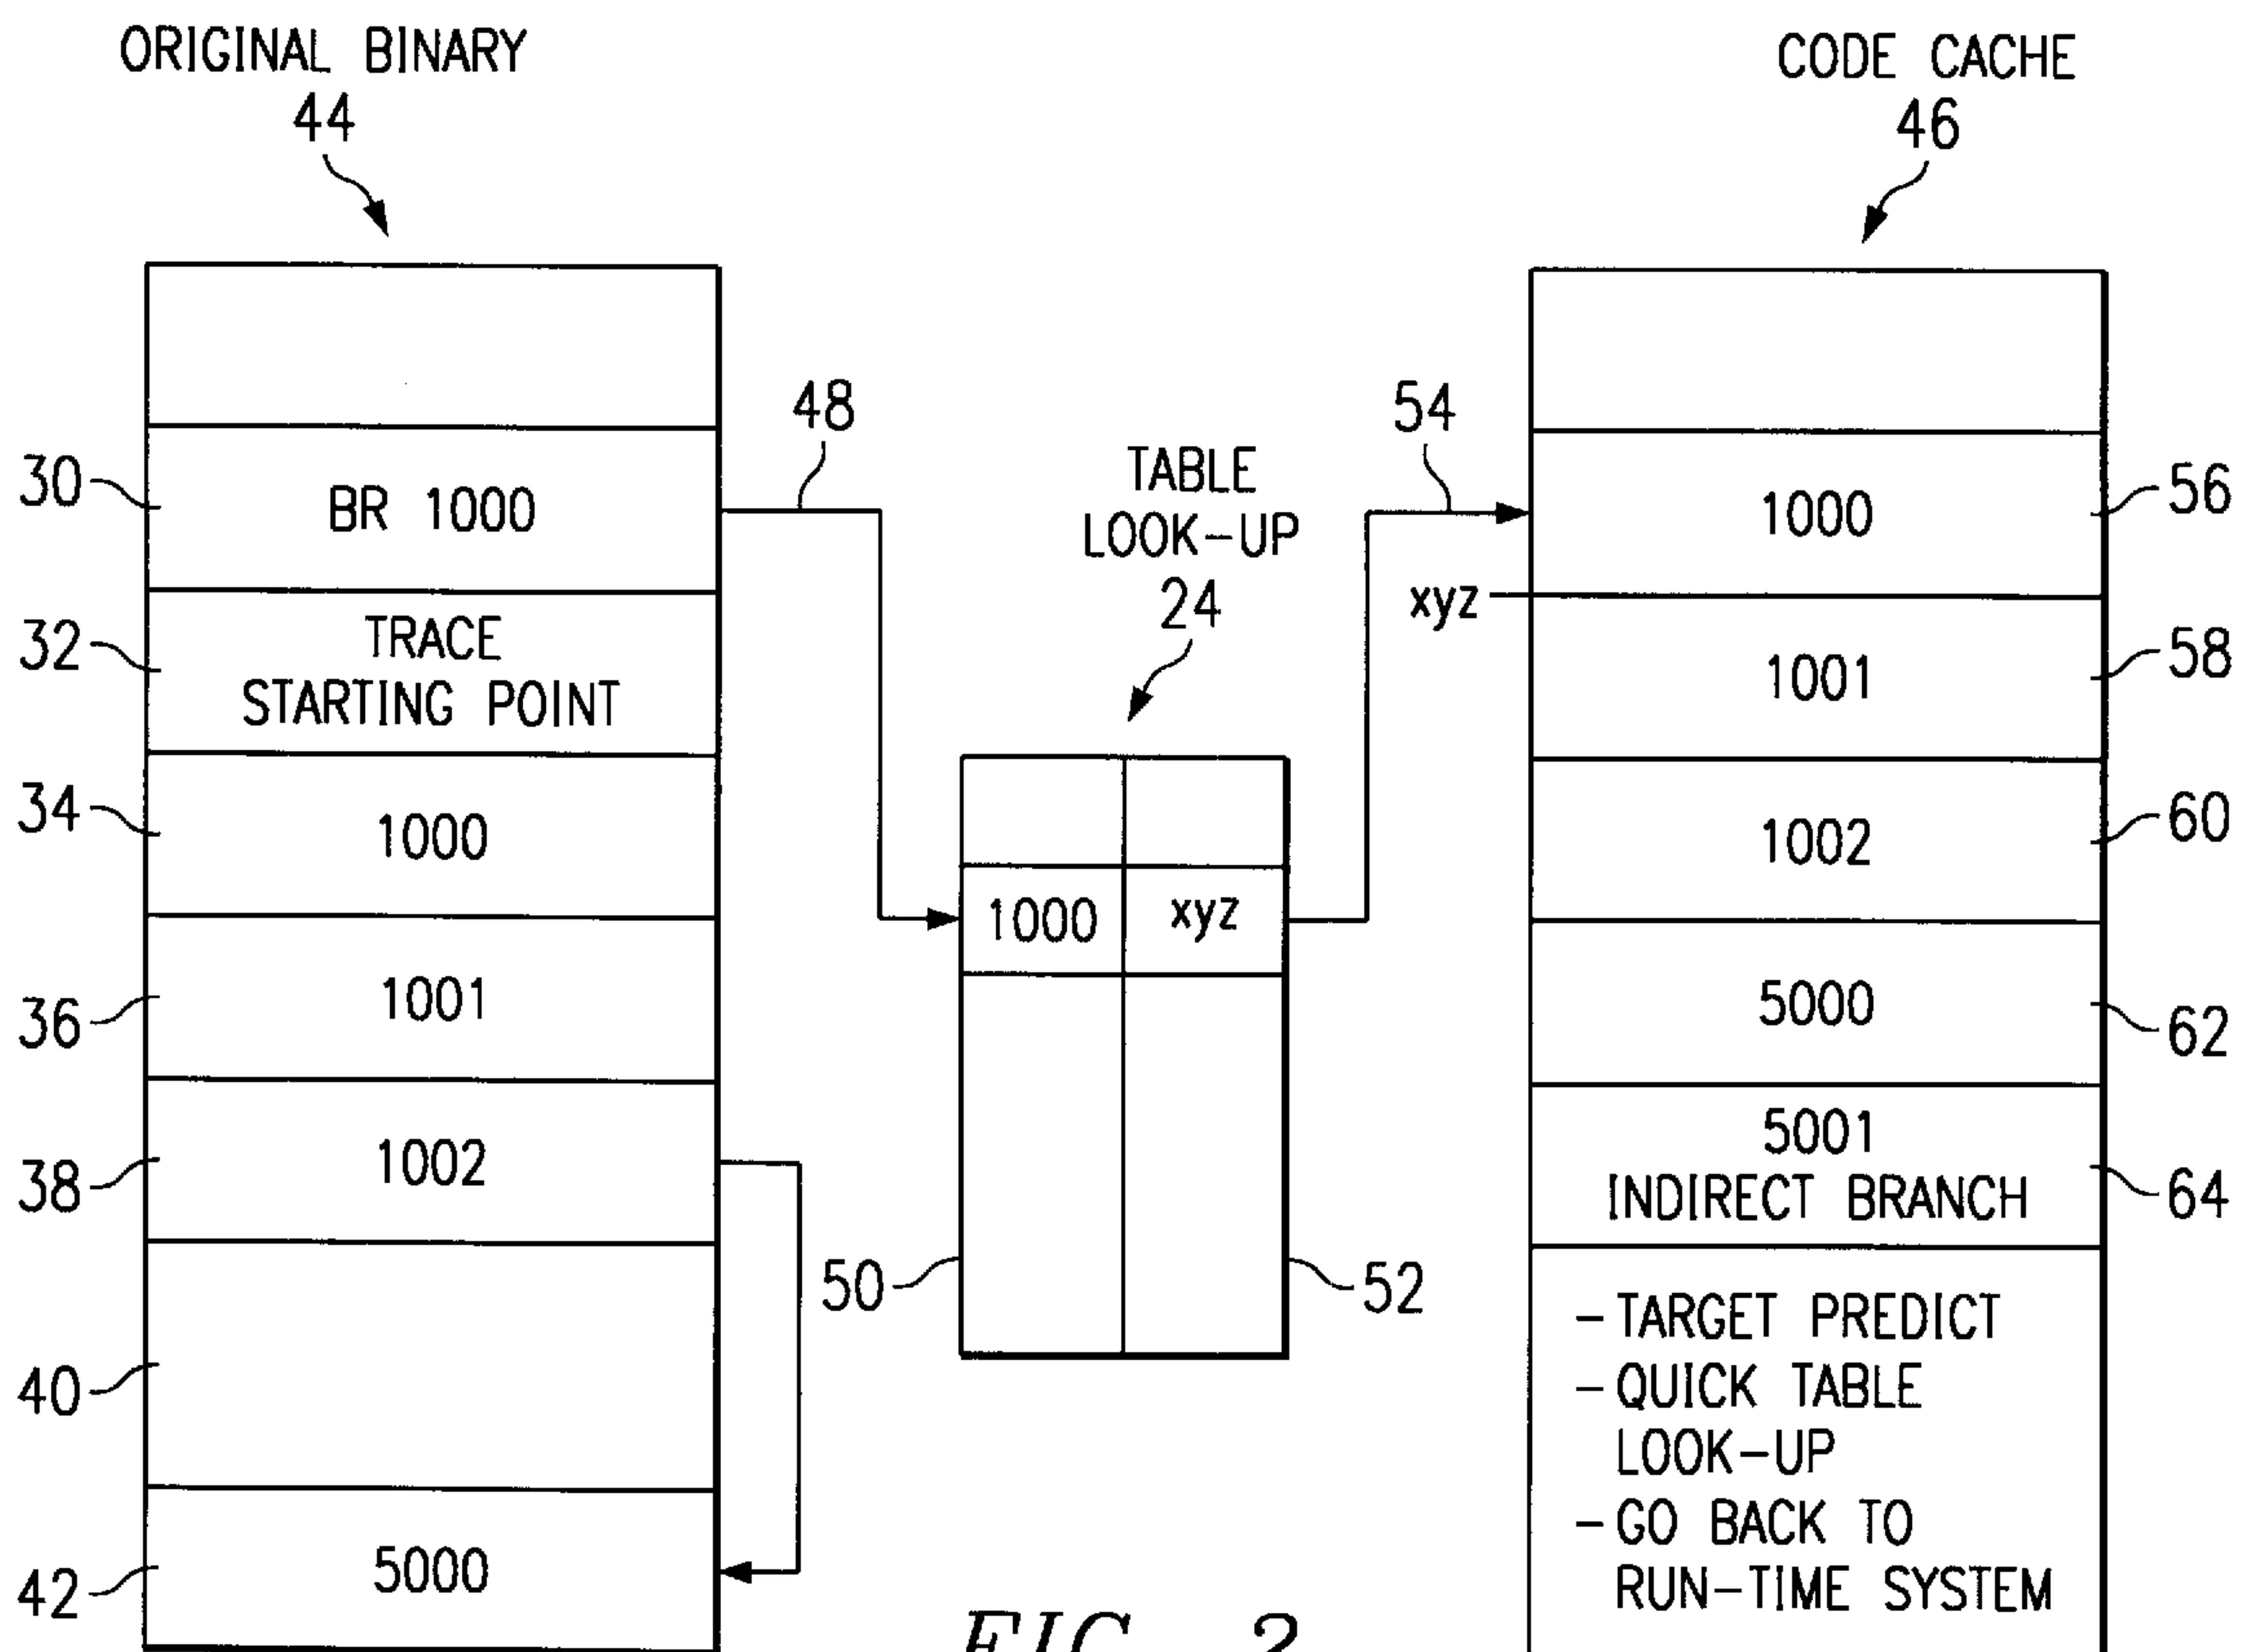 ORIGINAL BINARY
44
30
BR 1000
32
TRACE
STARTING POINT
34
1000
36
1001
38
1002
40
42
5000
48
TABLE
LOOK-UP
24
1000 xyz
50
52
54
CODE CACHE
46
1000
56
xyz
1001
58
1002
60
5000
62
5001
INDIRECT BRANCH
64
- TARGET PREDICT
- QUICK TABLE
LOOK-UP
- GO BACK TO
RUN-TIME SYSTEM
FIG. 2